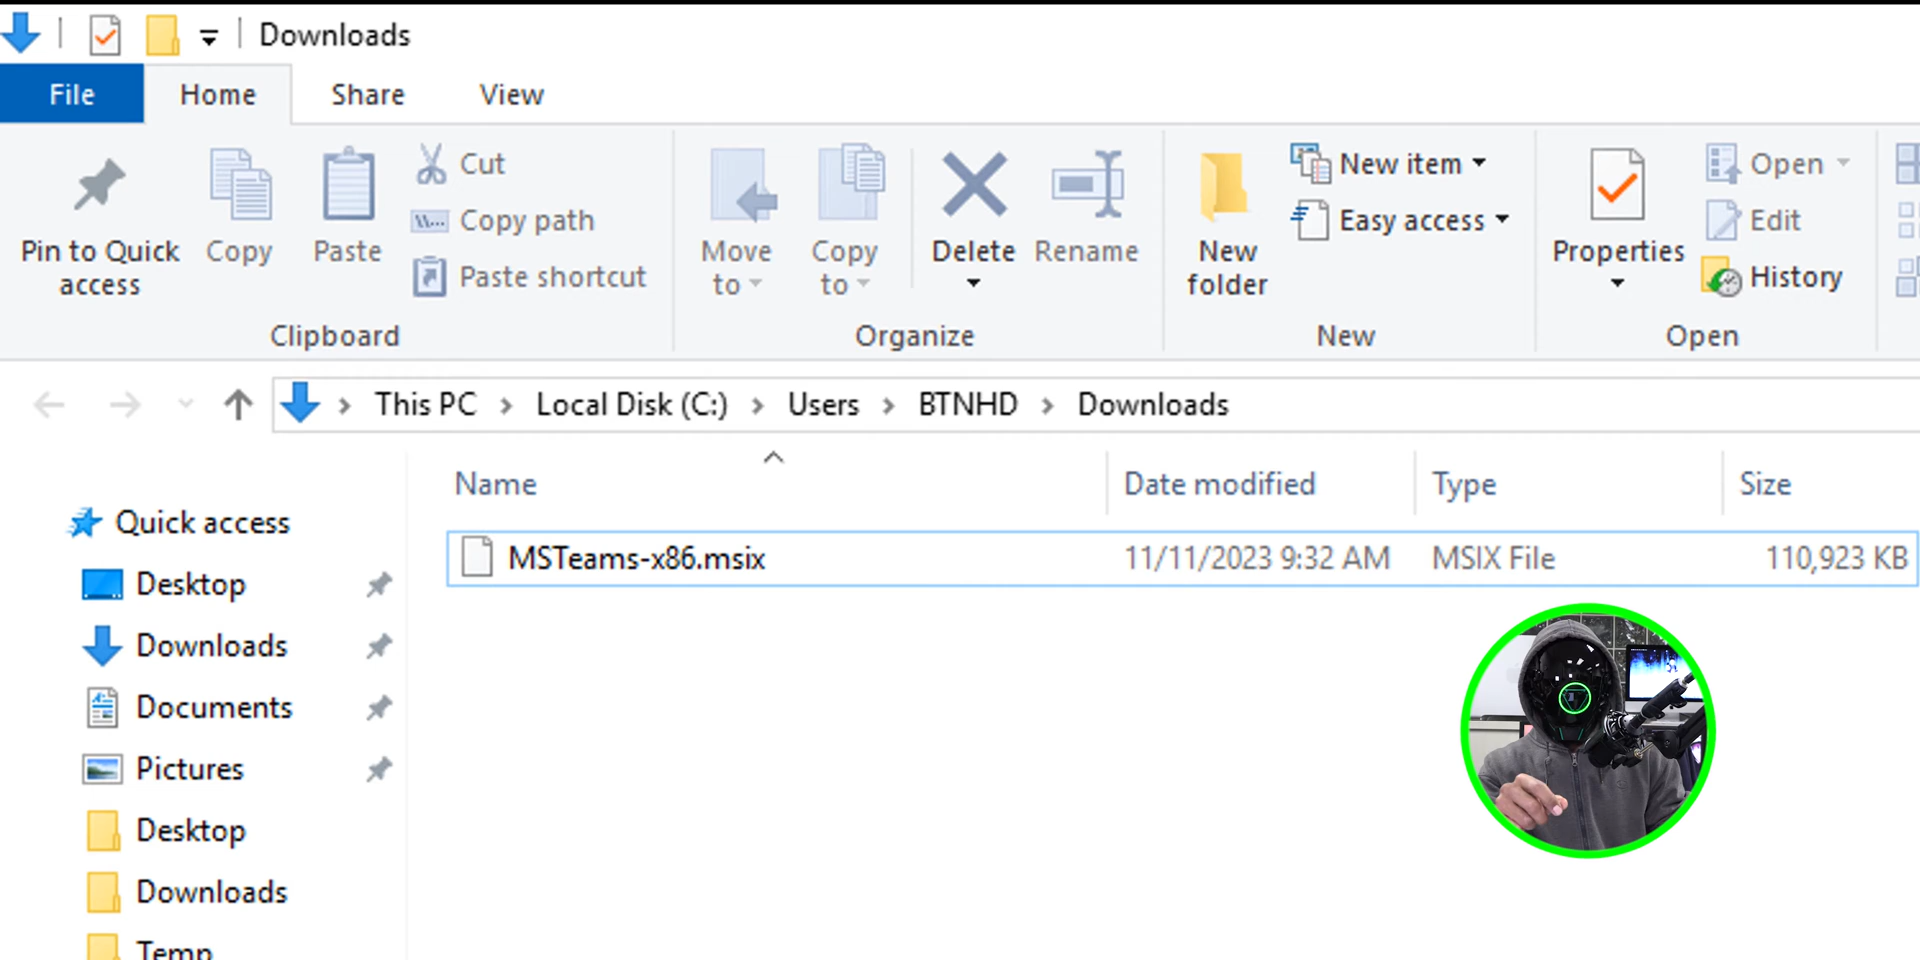 Downloads
File Home Share View
Pin to Quick access
Copy
Paste
Cut
Copy path
Paste shortcut
Clipboard
Move to
Copy to
Delete
Rename
Organize
New folder
New item
Easy access
New
Properties
Open
Edit
History
Open
This PC > Local Disk (C:) > Users > BTNHD > Downloads
Name Date modified Type Size
MSTeams-x86.msix 11/11/2023 9:32 AM MSIX File 110,923 KB
Quick access
Desktop
Downloads
Documents
Pictures
Desktop
Downloads
Temp